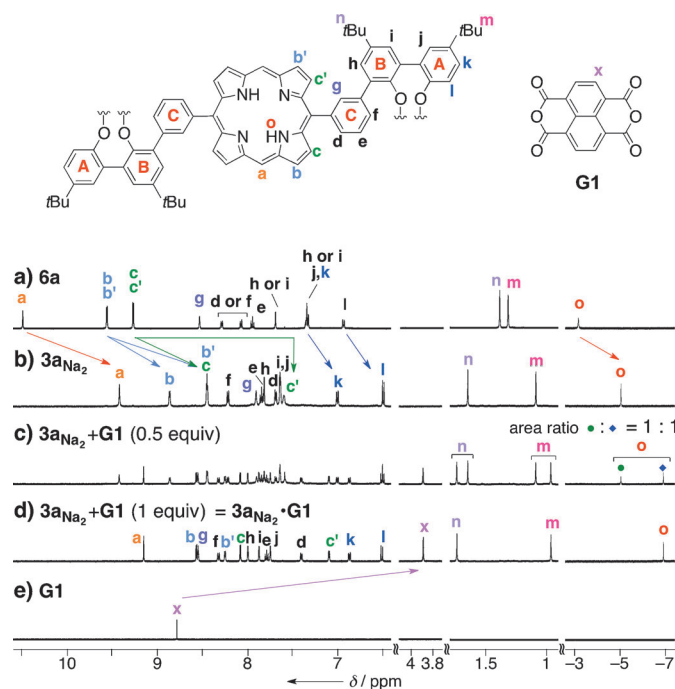 n
tBu
m
tBu
i
j
b'
b
c'
h
B
A
k
x
g
O
O
l
O
O
C
NH
N
C
f
O
O
O
O
N
o
HN
d
e
O
O
A
B
a
b
c
G1
tBu
tBu
a) 6a
a
b
b'
c
c'
g
d or f
e
h or i
h or i
j,k
l
n
m
o
b) 3aNa2
a
b
b'
c
f
g
e
h
d
i,j
c'
k
l
n
m
o
c) 3aNa2+G1 (0.5 equiv)
n
m
area ratio ●:◆ = 1 : 1
o
d) 3aNa2+G1 (1 equiv) = 3aNa2·G1
a
b
g
f
b'
c
h
i
e
j
d
c'
k
l
x
n
m
o
e) G1
x
10 9 8 7 4 3.8 1.5 1 −3 −5 −7
δ / ppm